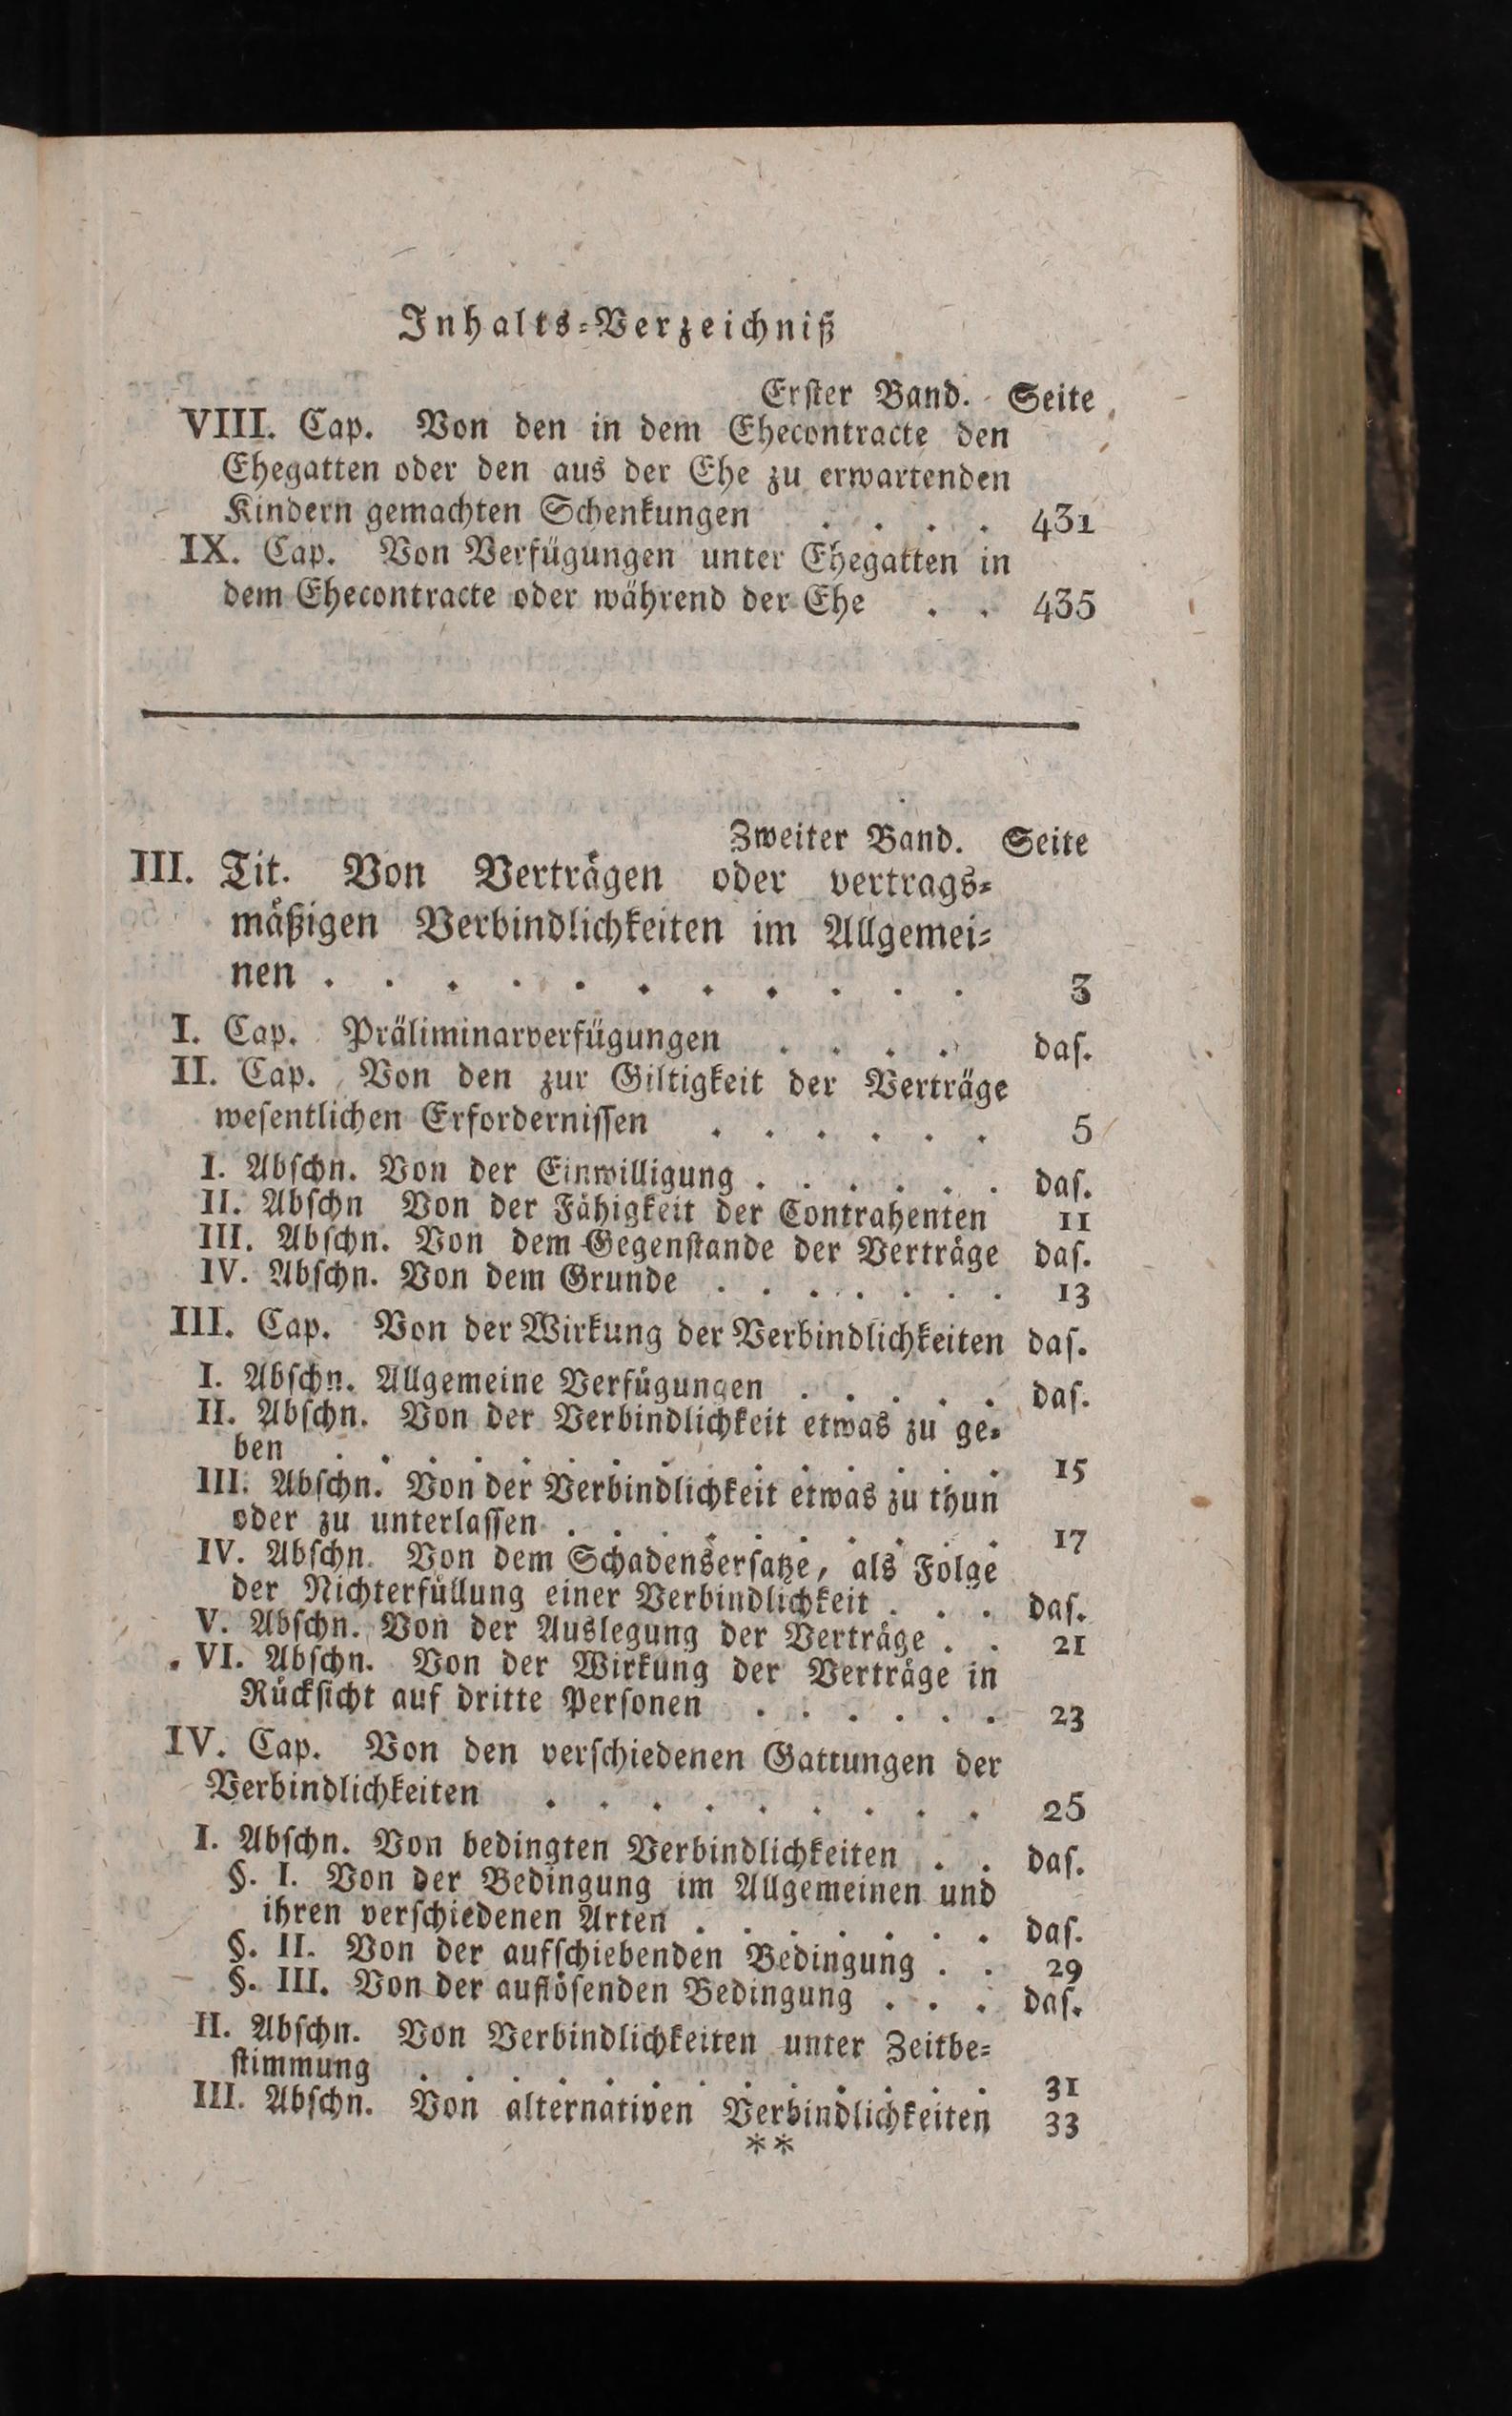 Inhalts-Verzeichniß
Erster Band. Seite
VIII. Cap. Von den in dem Ehecontracte den
Ehegatten oder den aus der Ehe zu erwartenden
Kindern gemachten Schenkungen . . . . 431
IX. Cap. Von Verfügungen unter Ehegatten in
dem Ehecontracte oder während der Ehe . . 435
Zweiter Band. Seite
III. Tit. Von Verträgen oder vertrags-
mäßigen Verbindlichkeiten im Allgemei-
nen . . . . . . . . . . . 3
I. Cap. Präliminarverfügungen . . . . das.
II. Cap. Von den zur Giltigkeit der Verträge
wesentlichen Erfordernissen . . . . . . 5
I. Abschn. Von der Einwilligung . . . . . . das.
II. Abschn Von der Fähigkeit der Contrahenten 11
III. Abschn. Von dem Gegenstande der Verträge das.
IV. Abschn. Von dem Grunde . . . . . . . 13
III. Cap. Von der Wirkung der Verbindlichkeiten das.
I. Abschn. Allgemeine Verfügungen . . . . . das.
II. Abschn. Von der Verbindlichkeit etwas zu ge-
ben . . . . . . . . . . . . . . . 15
III. Abschn. Von der Verbindlichkeit etwas zu thun
oder zu unterlassen . . . . . . . . . . 17
IV. Abschn. Von dem Schadensersatze, als Folge
der Nichterfüllung einer Verbindlichkeit . . . das.
V. Abschn. Von der Auslegung der Verträge . . 21
VI. Abschn. Von der Wirkung der Verträge in
Rücksicht auf dritte Personen . . . . . . 23
IV. Cap. Von den verschiedenen Gattungen der
Verbindlichkeiten . . . . . . . . . 25
I. Abschn. Von bedingten Verbindlichkeiten . . das.
§. I. Von der Bedingung im Allgemeinen und
ihren verschiedenen Arten . . . . . . . das.
§. II. Von der aufschiebenden Bedingung . . 29
§. III. Von der auflösenden Bedingung . . . das.
II. Abschn. Von Verbindlichkeiten unter Zeitbe-
stimmung . . . . . . . . . . . . . 31
III. Abschn. Von alternativen Verbindlichkeiten 33
**